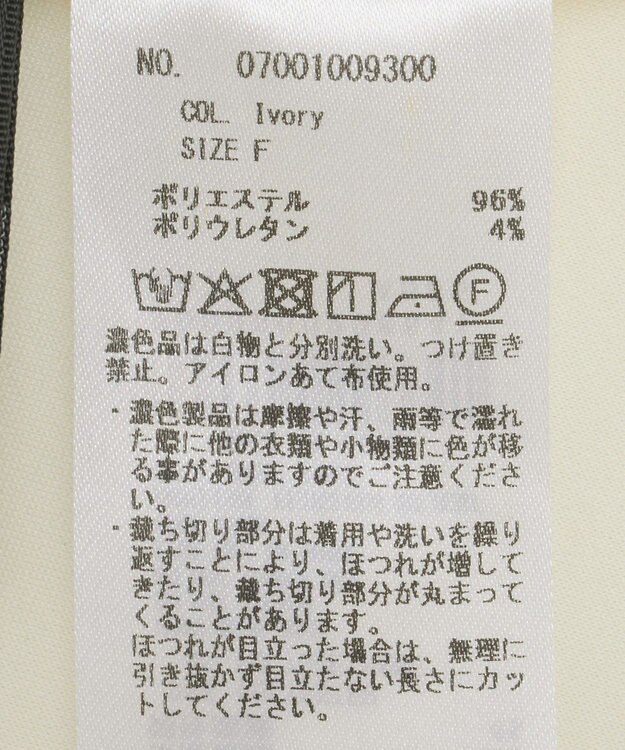 NO. 07001009300
COL. Ivory
SIZE F
ポリエステル 96%
ポリウレタン 4%
F
濃色品は白物と分別洗い。つけ置き
禁止。アイロンあて布使用。
・濃色製品は摩擦や汗、雨等で濡れ
た際に他の衣類や小物類に色が移
る事がありますのでご注意くださ
い。
・裁ち切り部分は着用や洗いを繰り
返すことにより、ほつれが増して
きたり、裁ち切り部分が丸まって
くることがあります。
ほつれが目立った場合は、無理に
引き抜かず目立たない長さにカッ
トしてください。